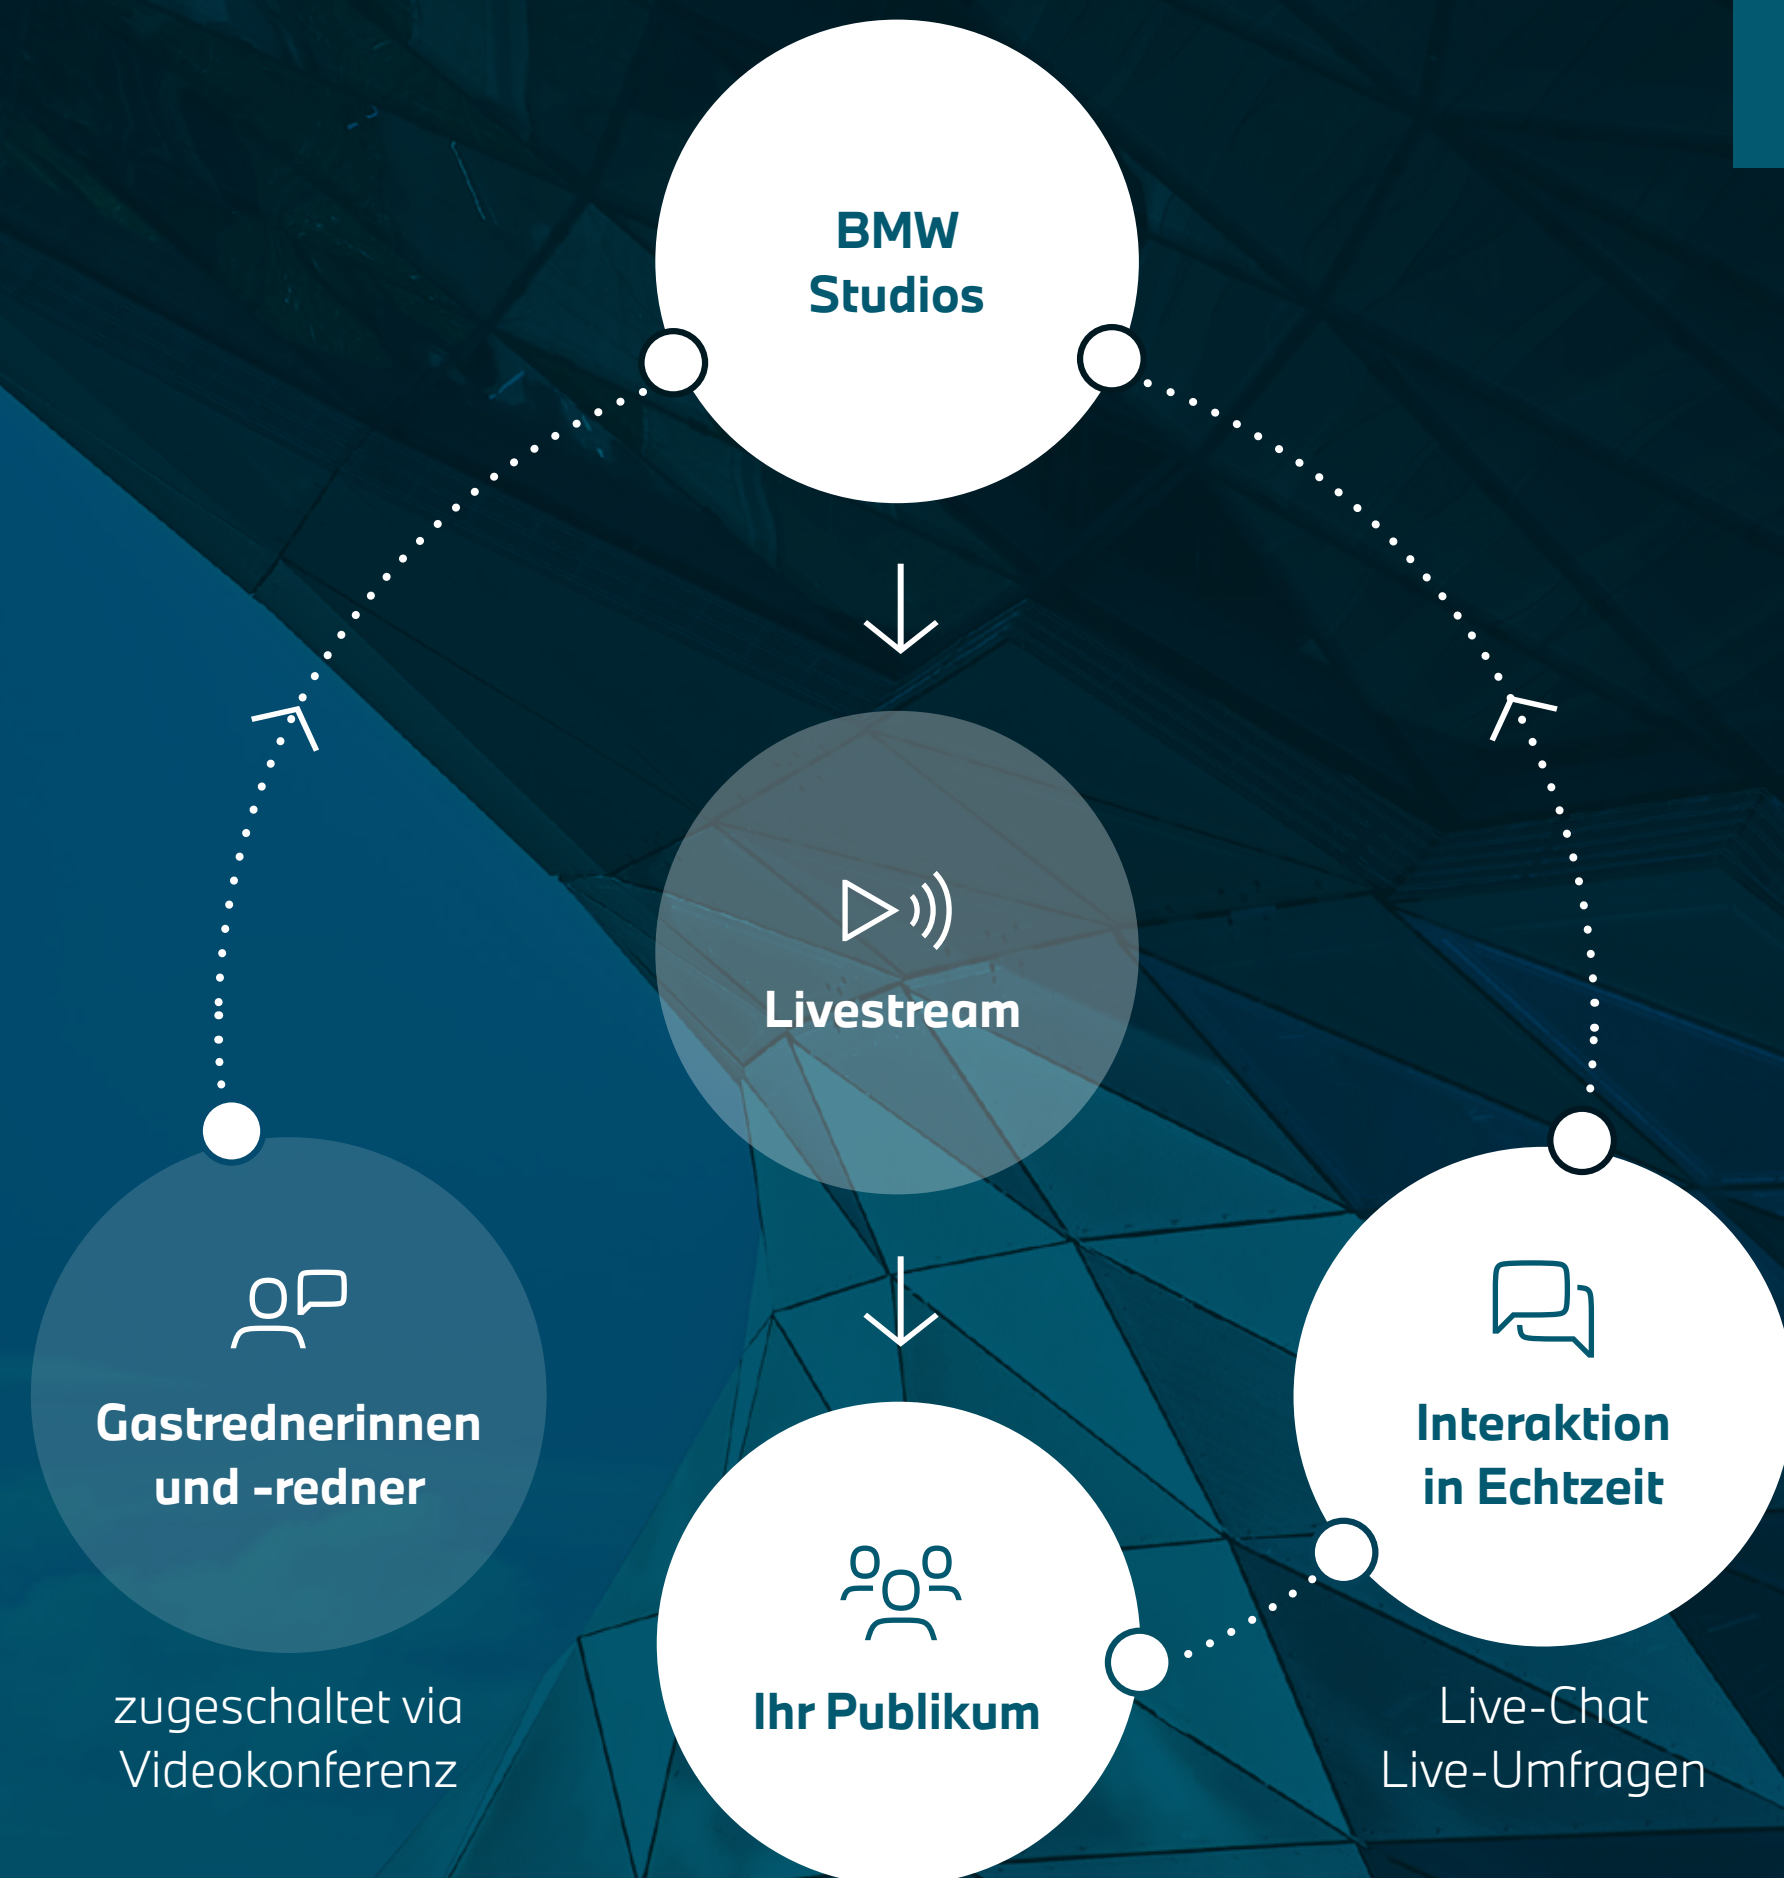 BMW
Studios
Livestream
Gastrednerinnen
und -redner
zugeschaltet via
Videokonferenz
Ihr Publikum
Interaktion
in Echtzeit
Live-Chat
Live-Umfragen